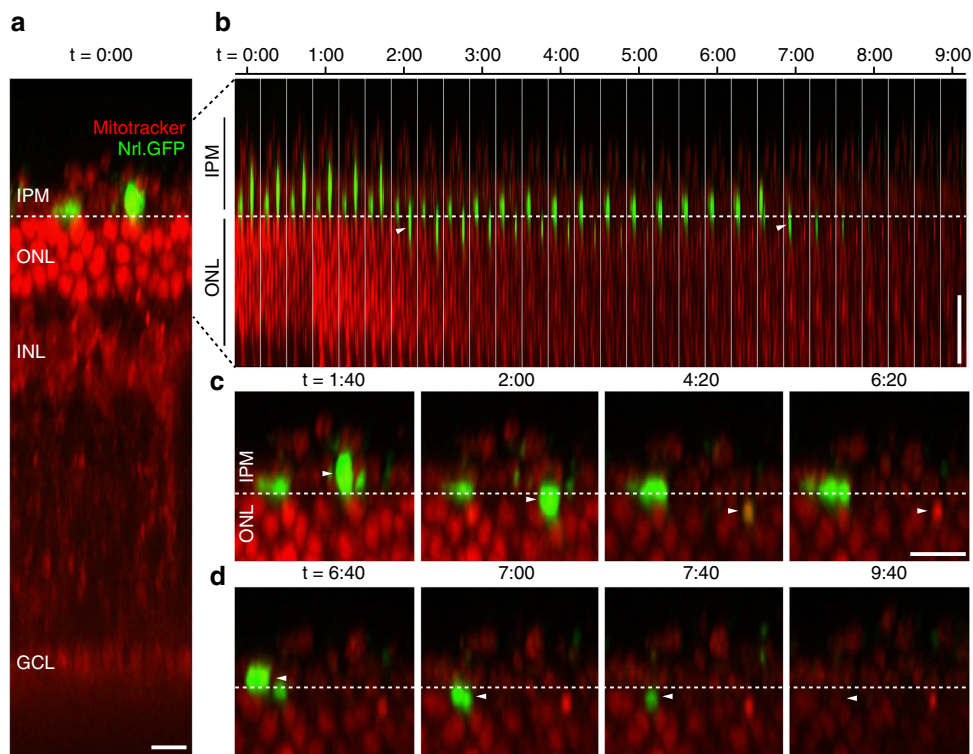 a
t = 0:00
Mitotracker
Nrl.GFP
IPM
ONL
INL
GCL
b
t = 0:00 1:00 2:00 3:00 4:00 5:00 6:00 7:00 8:00 9:00
IPM
ONL
c
t = 1:40 2:00 4:20 6:20
IPM
ONL
d
t = 6:40 7:00 7:40 9:40